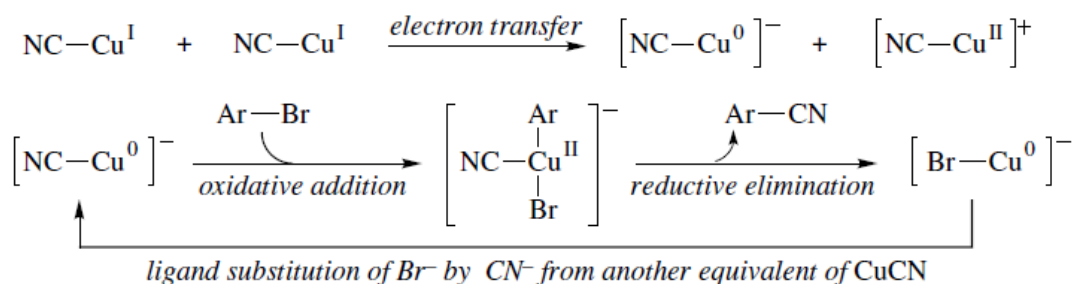 NC—Cu^I + NC—Cu^I electron transfer [NC—Cu^0]^− + [NC—Cu^II]^+
Ar—Br Ar Ar—CN
[NC—Cu^0]^− oxidative addition [NC—Cu^II]^− reductive elimination [Br—Cu^0]^−
Br
ligand substitution of Br^− by CN^− from another equivalent of CuCN